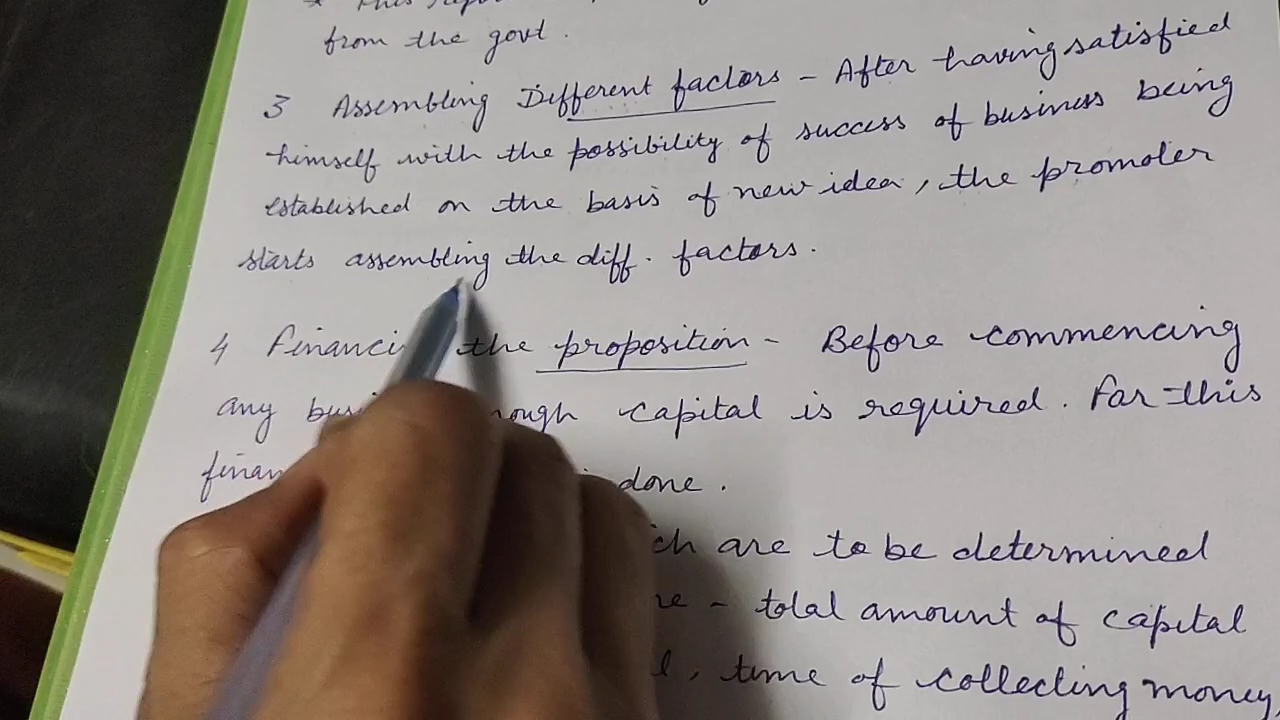 from the govt.
3 Assembling Different factors - After having satisfied
himself with the possibility of success of business being
established on the basis of new idea, the promoter
starts assembling the diff. factors.
4 the proposition - Before commencing
any capital is required. For this
done.
are to be determined
- total amount of capital
, time of collecting money,